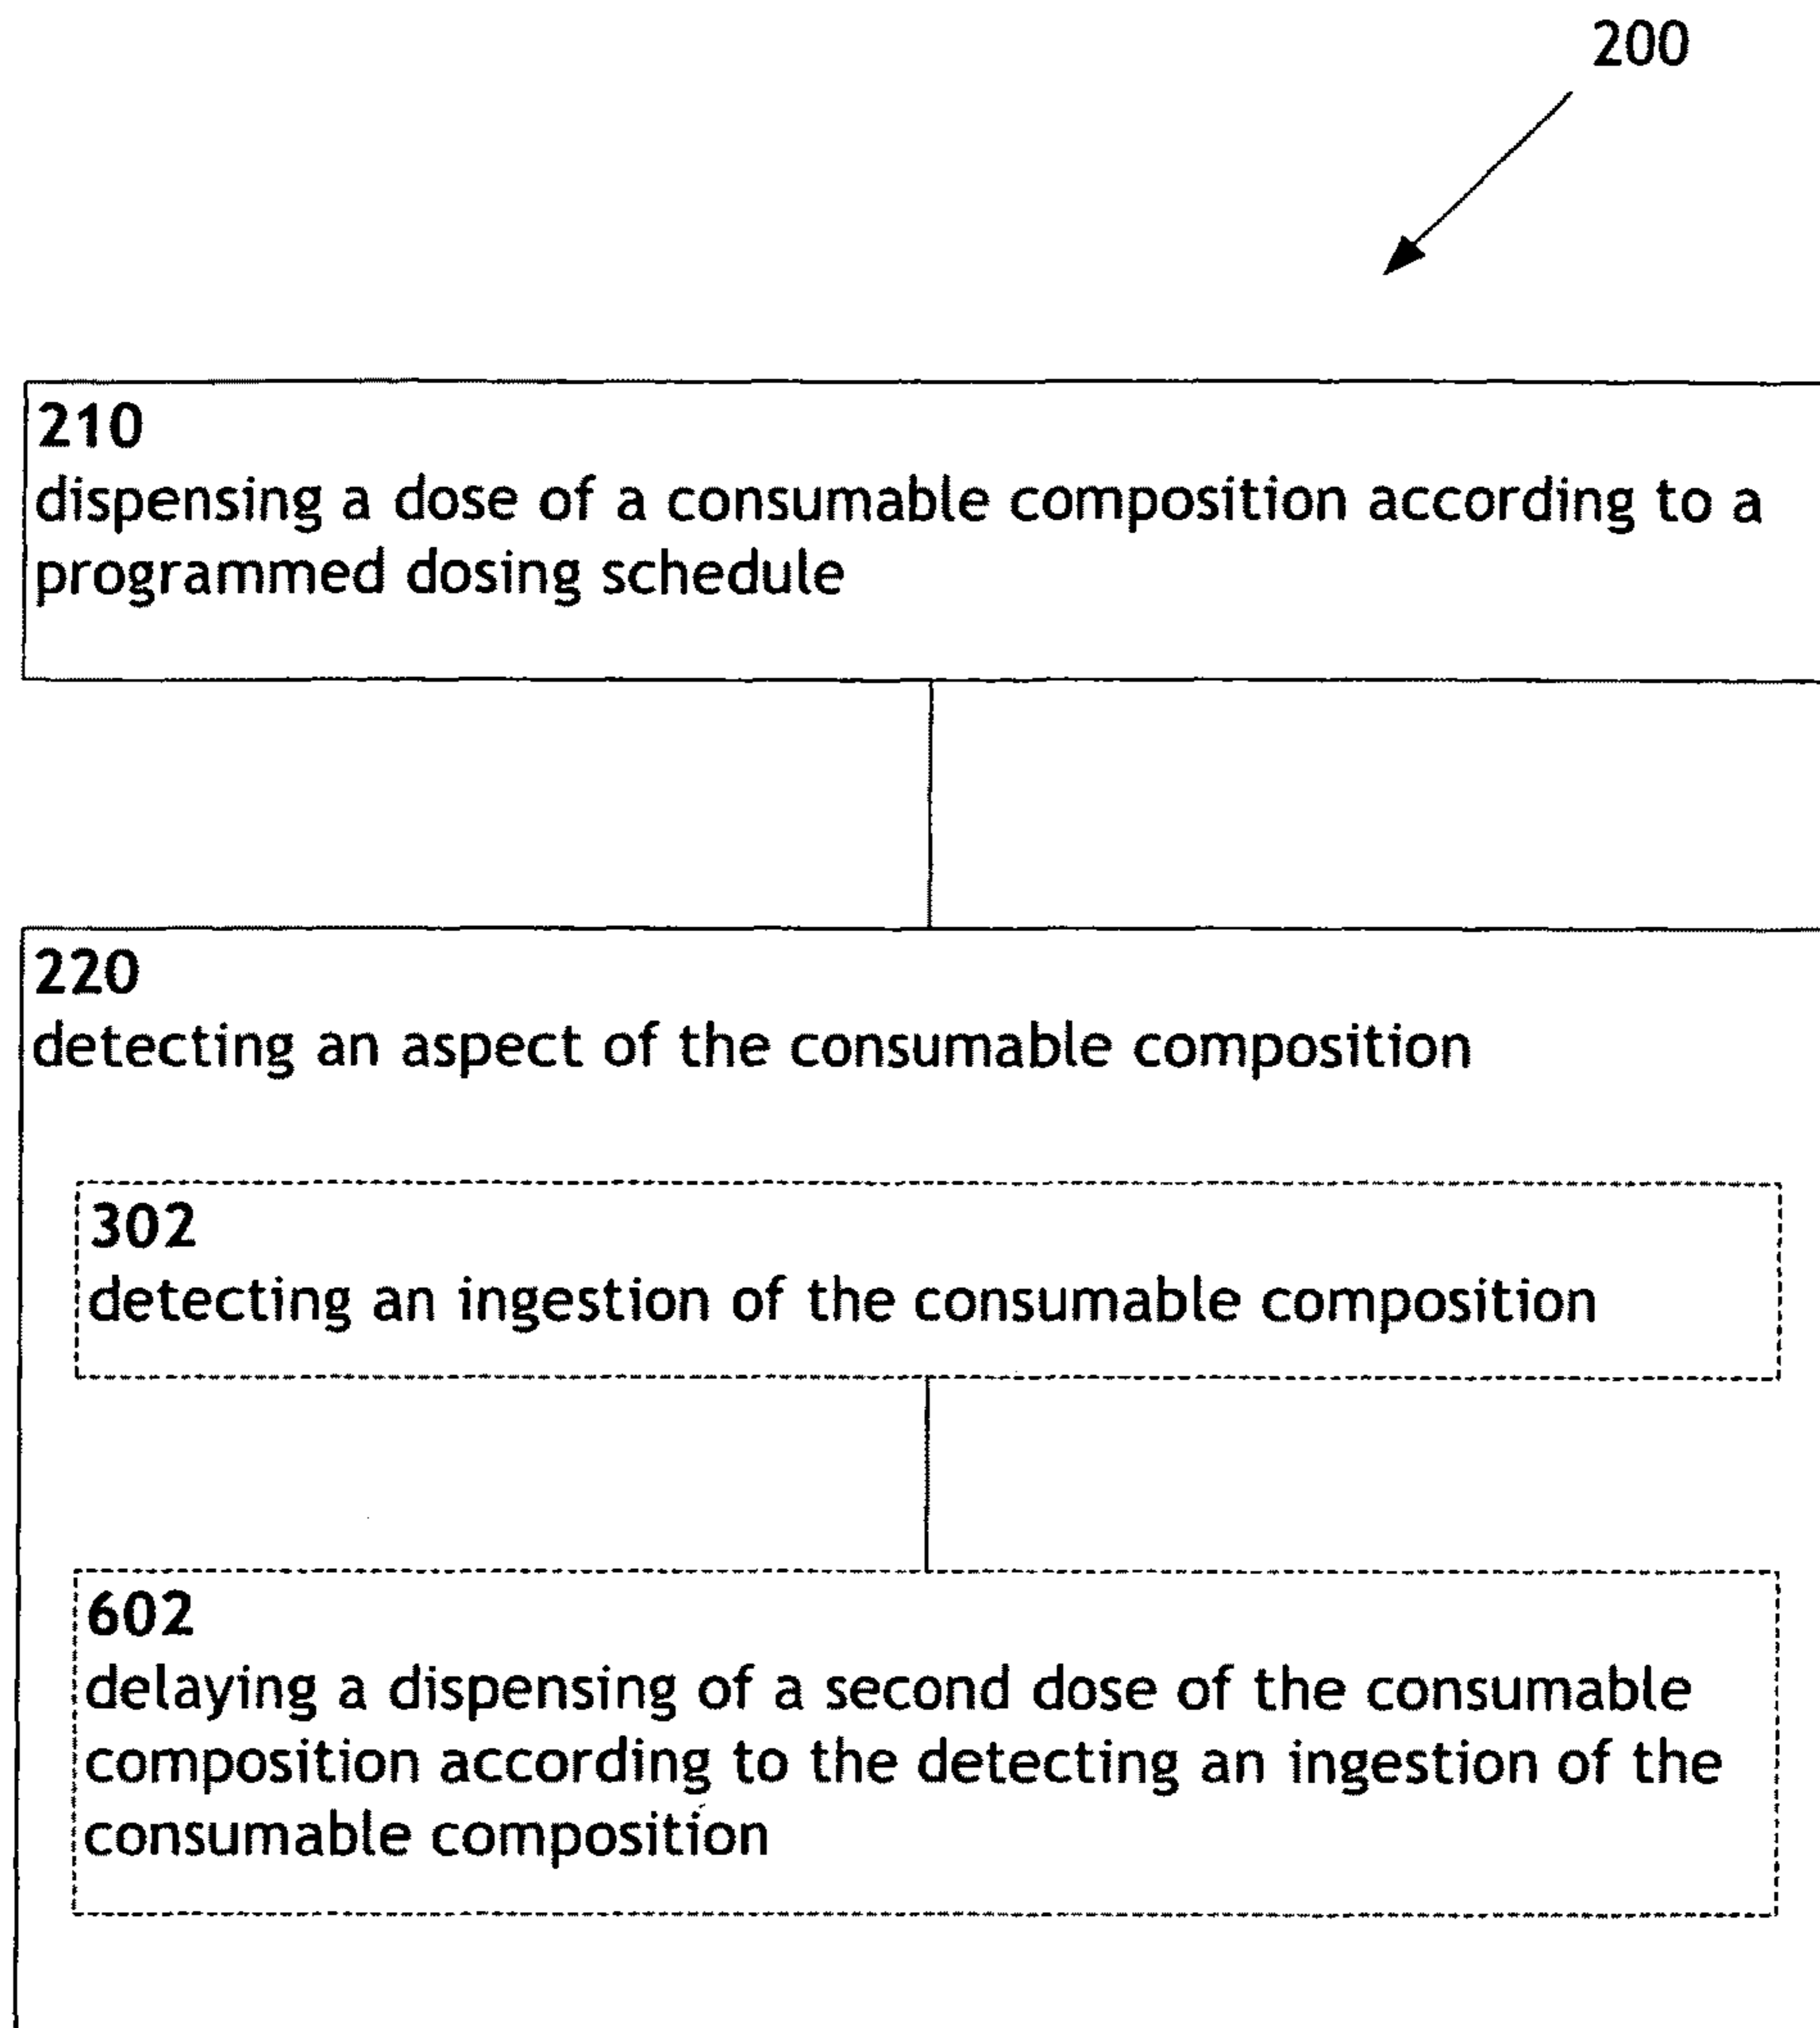 200
210
dispensing a dose of a consumable composition according to a
programmed dosing schedule
220
detecting an aspect of the consumable composition
302
detecting an ingestion of the consumable composition
602
delaying a dispensing of a second dose of the consumable
composition according to the detecting an ingestion of the
consumable composition